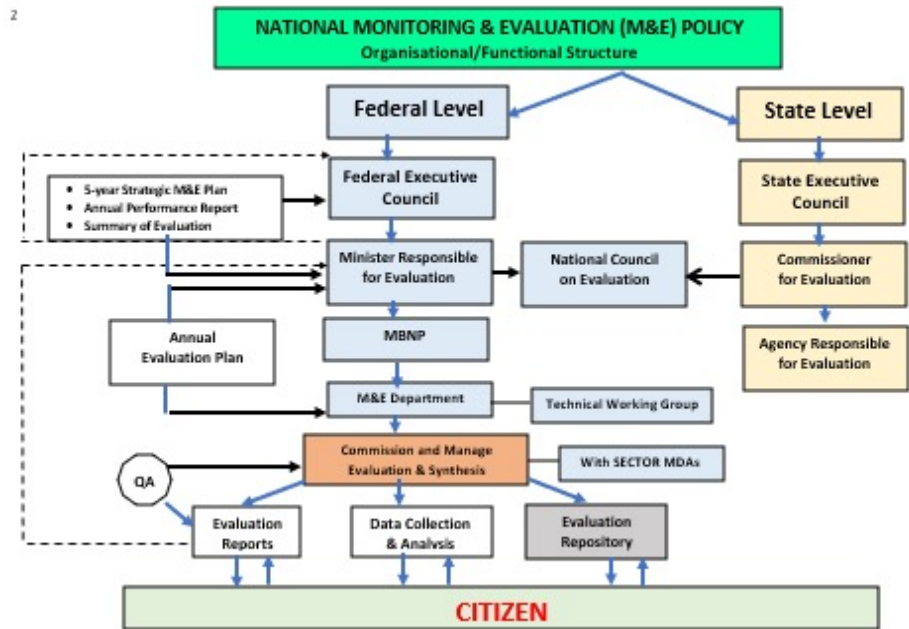 2
NATIONAL MONITORING & EVALUATION (M&E) POLICY
Organisational/Functional Structure
Federal Level
State Level
• 5-year Strategic M&E Plan
• Annual Performance Report
• Summary of Evaluation
Federal Executive
Council
State Executive
Council
Minister Responsible
for Evaluation
National Council
on Evaluation
Commissioner
for Evaluation
Annual
Evaluation Plan
MBNP
Agency Responsible
for Evaluation
M&E Department
Technical Working Group
Commission and Manage
Evaluation & Synthesis
With SECTOR MDAs
QA
Evaluation
Reports
Data Collection
& Analysis
Evaluation
Repository
CITIZEN